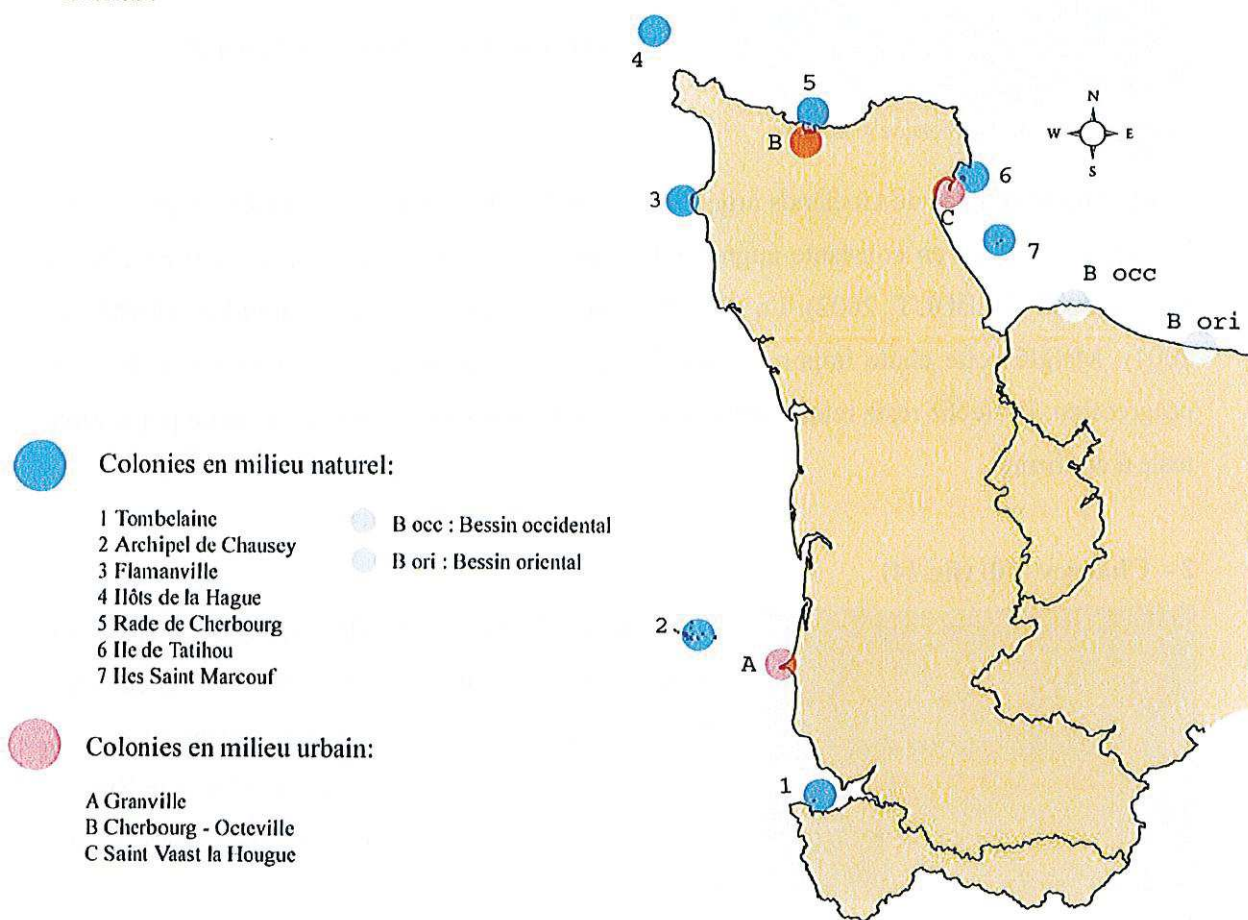 4
5
B
N
W E
S
3
6
C
7
B occ
B ori
Colonies en milieu naturel:
1 Tombelaine
2 Archipel de Chausey
3 Flamanville
4 Ilôts de la Hague
5 Rade de Cherbourg
6 Ile de Tatihou
7 Iles Saint Marcouf
B occ : Bessin occidental
B ori : Bessin oriental
2
A
Colonies en milieu urbain:
A Granville
B Cherbourg - Octeville
C Saint Vaast la Hougue
1